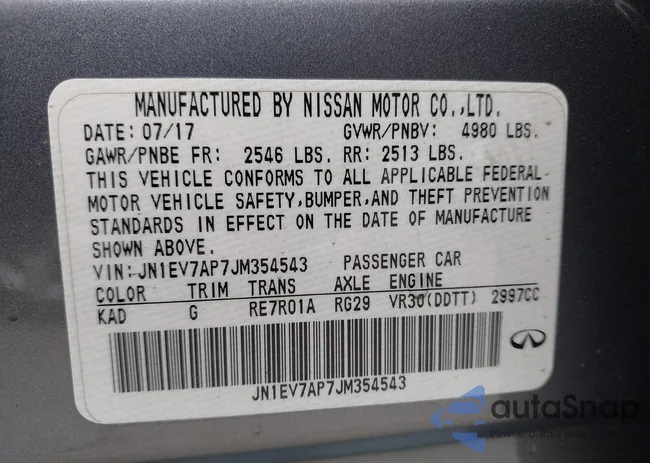 MANUFACTURED BY NISSAN MOTOR CO.,LTD.
DATE: 07/17 GVWR/PNBV: 4980 LBS.
GAWR/PNBE FR: 2546 LBS. RR: 2513 LBS.
THIS VEHICLE CONFORMS TO ALL APPLICABLE FEDERAL
MOTOR VEHICLE SAFETY,BUMPER,AND THEFT PREVENTION
STANDARDS IN EFFECT ON THE DATE OF MANUFACTURE
SHOWN ABOVE.
VIN:JN1EV7AP7JM354543 PASSENGER CAR
COLOR TRIM TRANS AXLE ENGINE
KAD G RE7R01A RG29 VR30(DDTT) 2997CC
JN1EV7AP7JM354543
autoSnap